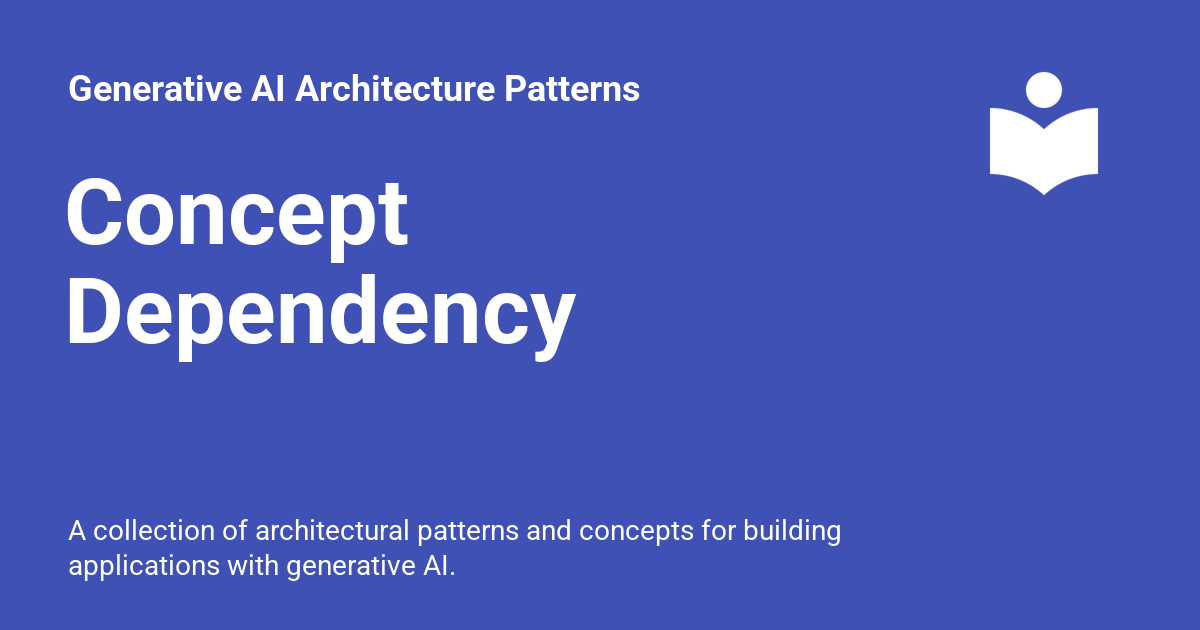 Generative AI Architecture Patterns
Concept
Dependency
A collection of architectural patterns and concepts for building
applications with generative AI.